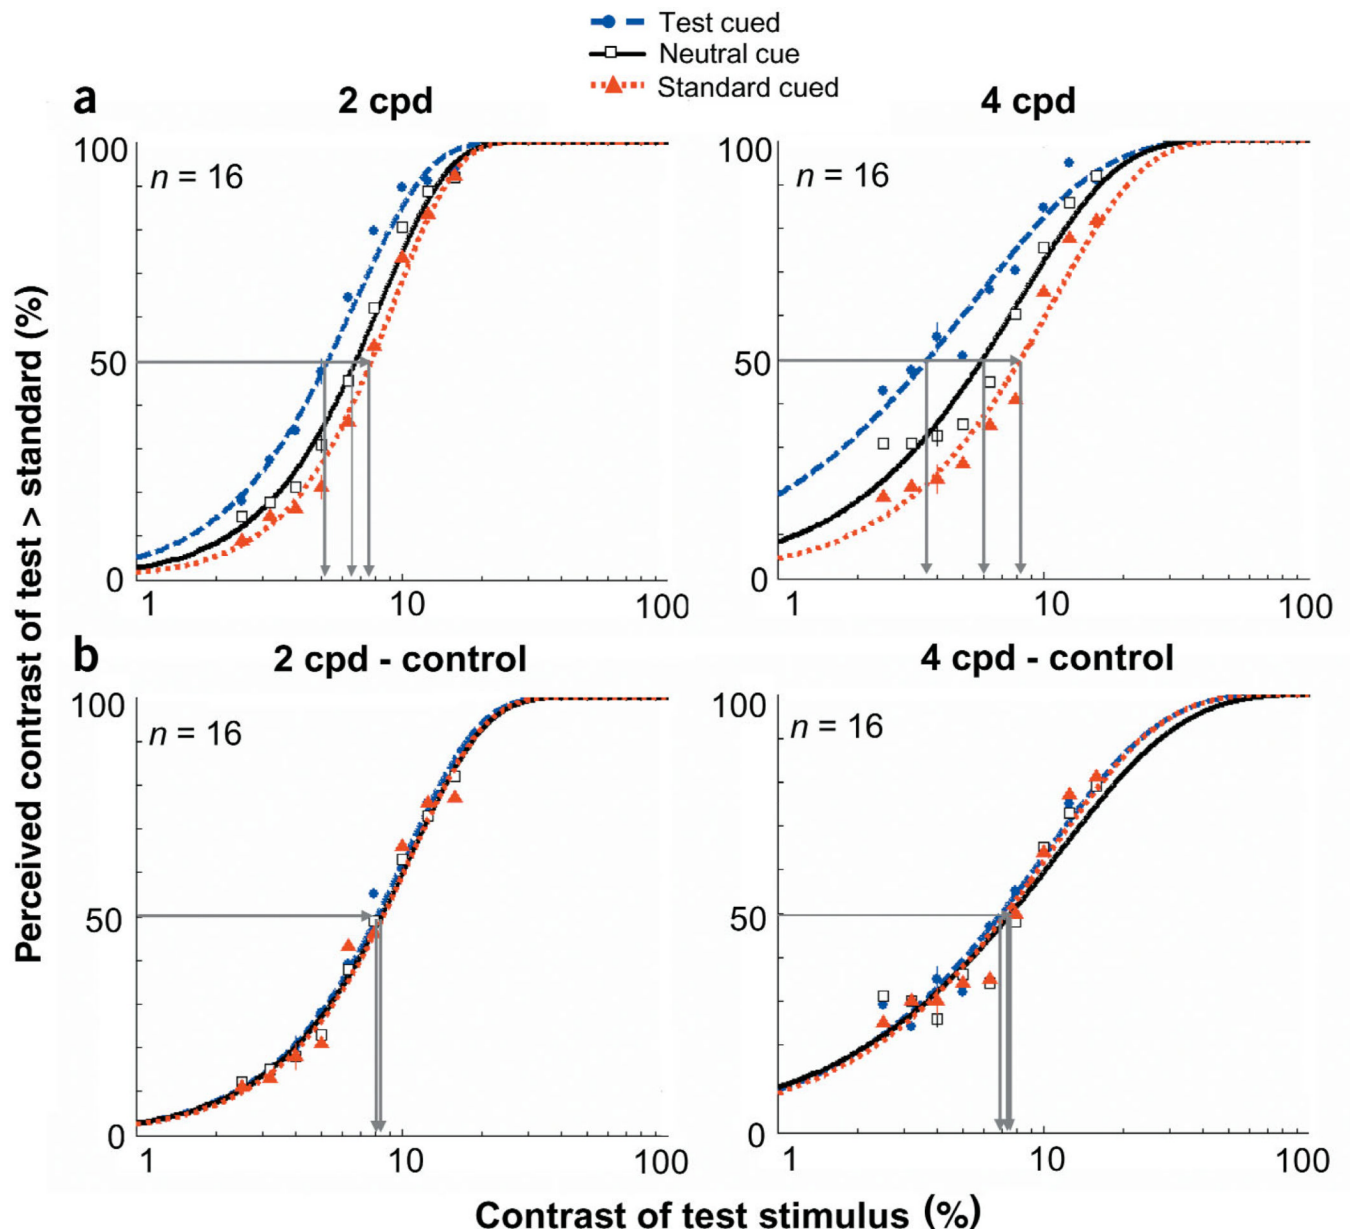 Test cued
Neutral cue
Standard cued
a
2 cpd
4 cpd
100
n = 16
50
0
1
10
100
100
n = 16
50
0
1
10
100
b
2 cpd - control
4 cpd - control
100
n = 16
50
0
1
10
100
100
n = 16
50
0
1
10
100
Perceived contrast of test > standard (%)
Contrast of test stimulus (%)